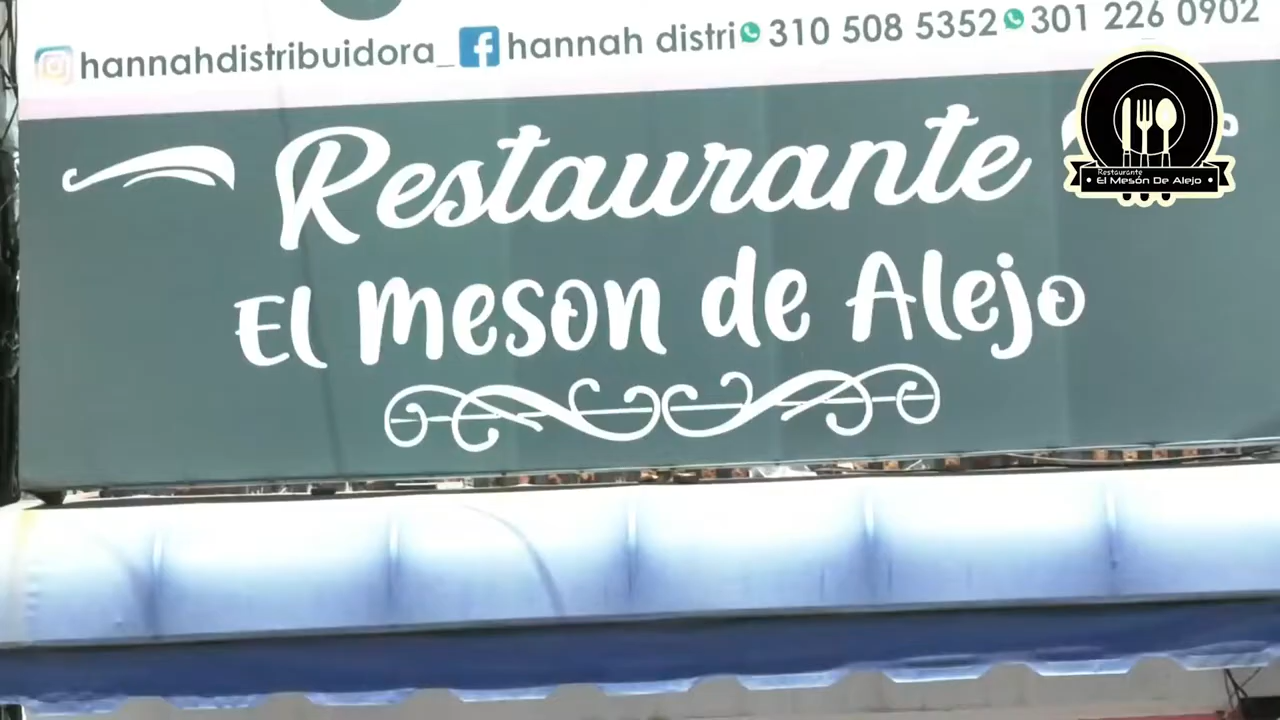 hannahdistribuidora_ hannah distri 310 508 5352 301 226 0902
Restaurante
El meson de Alejo
Restaurante
• El Mesón De Alejo •